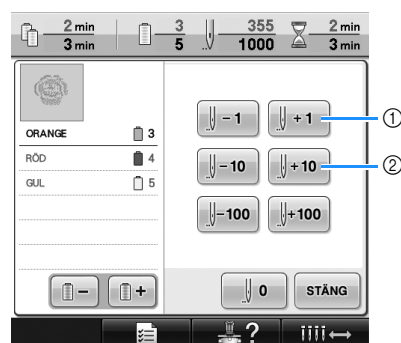 2 min 3 355 2 min
3 min 5 1000 3 min
-1 +1 ①
ORANGE 3
RÖD 4 -10 +10 ②
GUL 5
-100 +100
- + 0 STÄNG
?